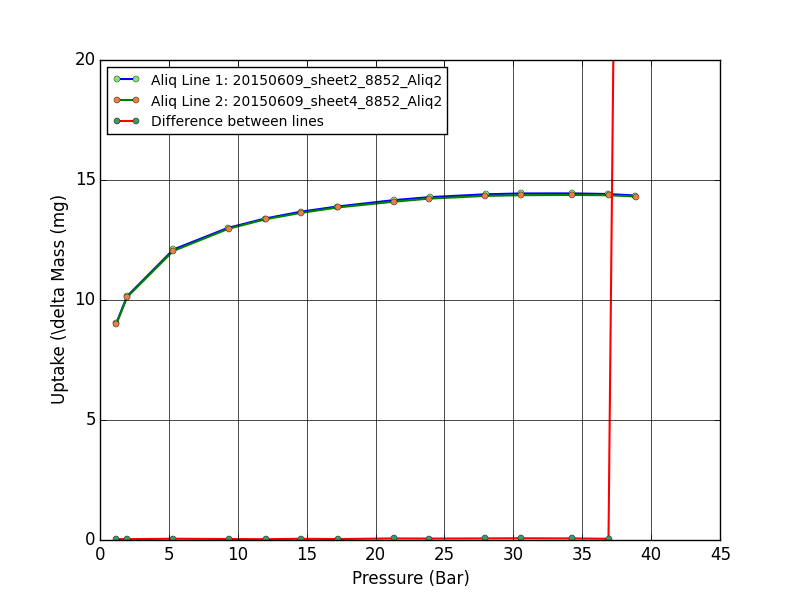 Aliq Line 1: 20150609_sheet2_8852_Aliq2
Aliq Line 2: 20150609_sheet4_8852_Aliq2
Difference between lines
Uptake (\delta Mass (mg)
20
15
10
5
0
0 5 10 15 20 25 30 35 40 45
Pressure (Bar)